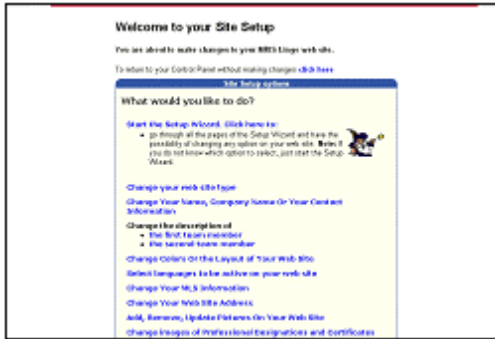 Welcome to your Site Setup
You are about to make changes to your MLS Lingo web site.
To return to your Control Panel without making changes click here
Site Setup options
What would you like to do?
Start the Setup Wizard. Click here to:
go through all the pages of the Setup Wizard and have the
possibility of changing any option on your web site. Note: If
you do not know which option to select, just start the Setup
Wizard.
Change your web site type
Change Your Name, Company Name Or Your Contact
Information
Change the description of
the first team member
the second team member
Change Colors Or the Layout of Your Web Site
Select languages to be active on your web site
Change Your MLS Information
Change Your Web Site Address
Add, Remove, Update Pictures On Your Web Site
Change images of Professional Designations and Certificates